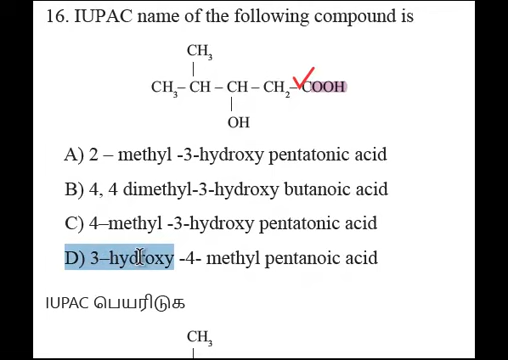 16. IUPAC name of the following compound is
CH3
CH3– CH – CH – CH2–COOH
OH
A) 2 – methyl -3-hydroxy pentatonic acid
B) 4, 4 dimethyl-3-hydroxy butanoic acid
C) 4–methyl -3-hydroxy pentatonic acid
D) 3–hydroxy -4- methyl pentanoic acid
IUPAC பெயரிடுக
CH3